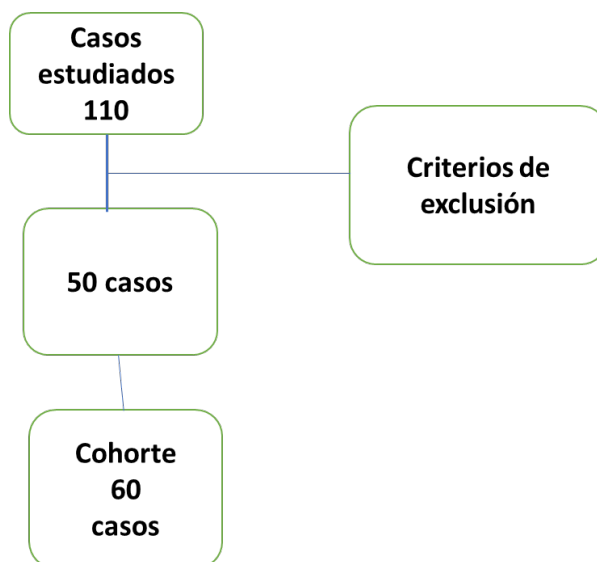 Casos
estudiados
110
Criterios de
exclusión
50 casos
Cohorte
60
casos